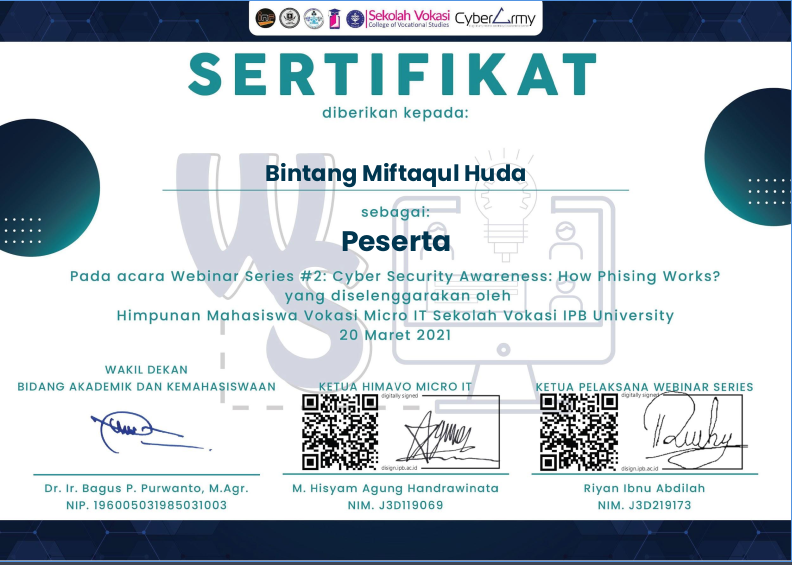 Sekolah Vokasi
College of Vocational Studies
CyberArmy
SERTIFIKAT
diberikan kepada:
Bintang Miftaqul Huda
sebagai:
Peserta
Pada acara Webinar Series #2: Cyber Security Awareness: How Phising Works?
yang diselenggarakan oleh
Himpunan Mahasiswa Vokasi Micro IT Sekolah Vokasi IPB University
20 Maret 2021
WAKIL DEKAN
BIDANG AKADEMIK DAN KEMAHASISWAAN
Dr. Ir. Bagus P. Purwanto, M.Agr.
NIP. 196005031985031003
KETUA HIMAVO MICRO IT
digitally signed
disign.ipb.ac.id
M. Hisyam Agung Handrawinata
NIM. J3D119069
KETUA PELAKSANA WEBINAR SERIES
digitally signed
disign.ipb.ac.id
Riyan Ibnu Abdilah
NIM. J3D219173